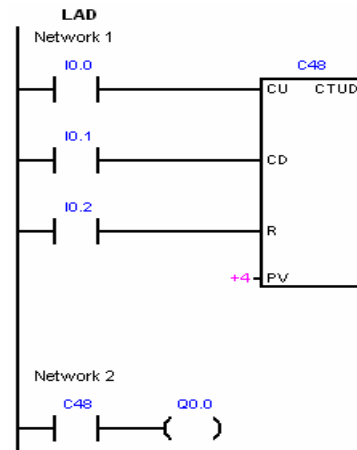 LAD
Network 1
I0.0 C48
CU CTUD
I0.1
CD
I0.2
R
+4 PV
Network 2
C48 Q0.0